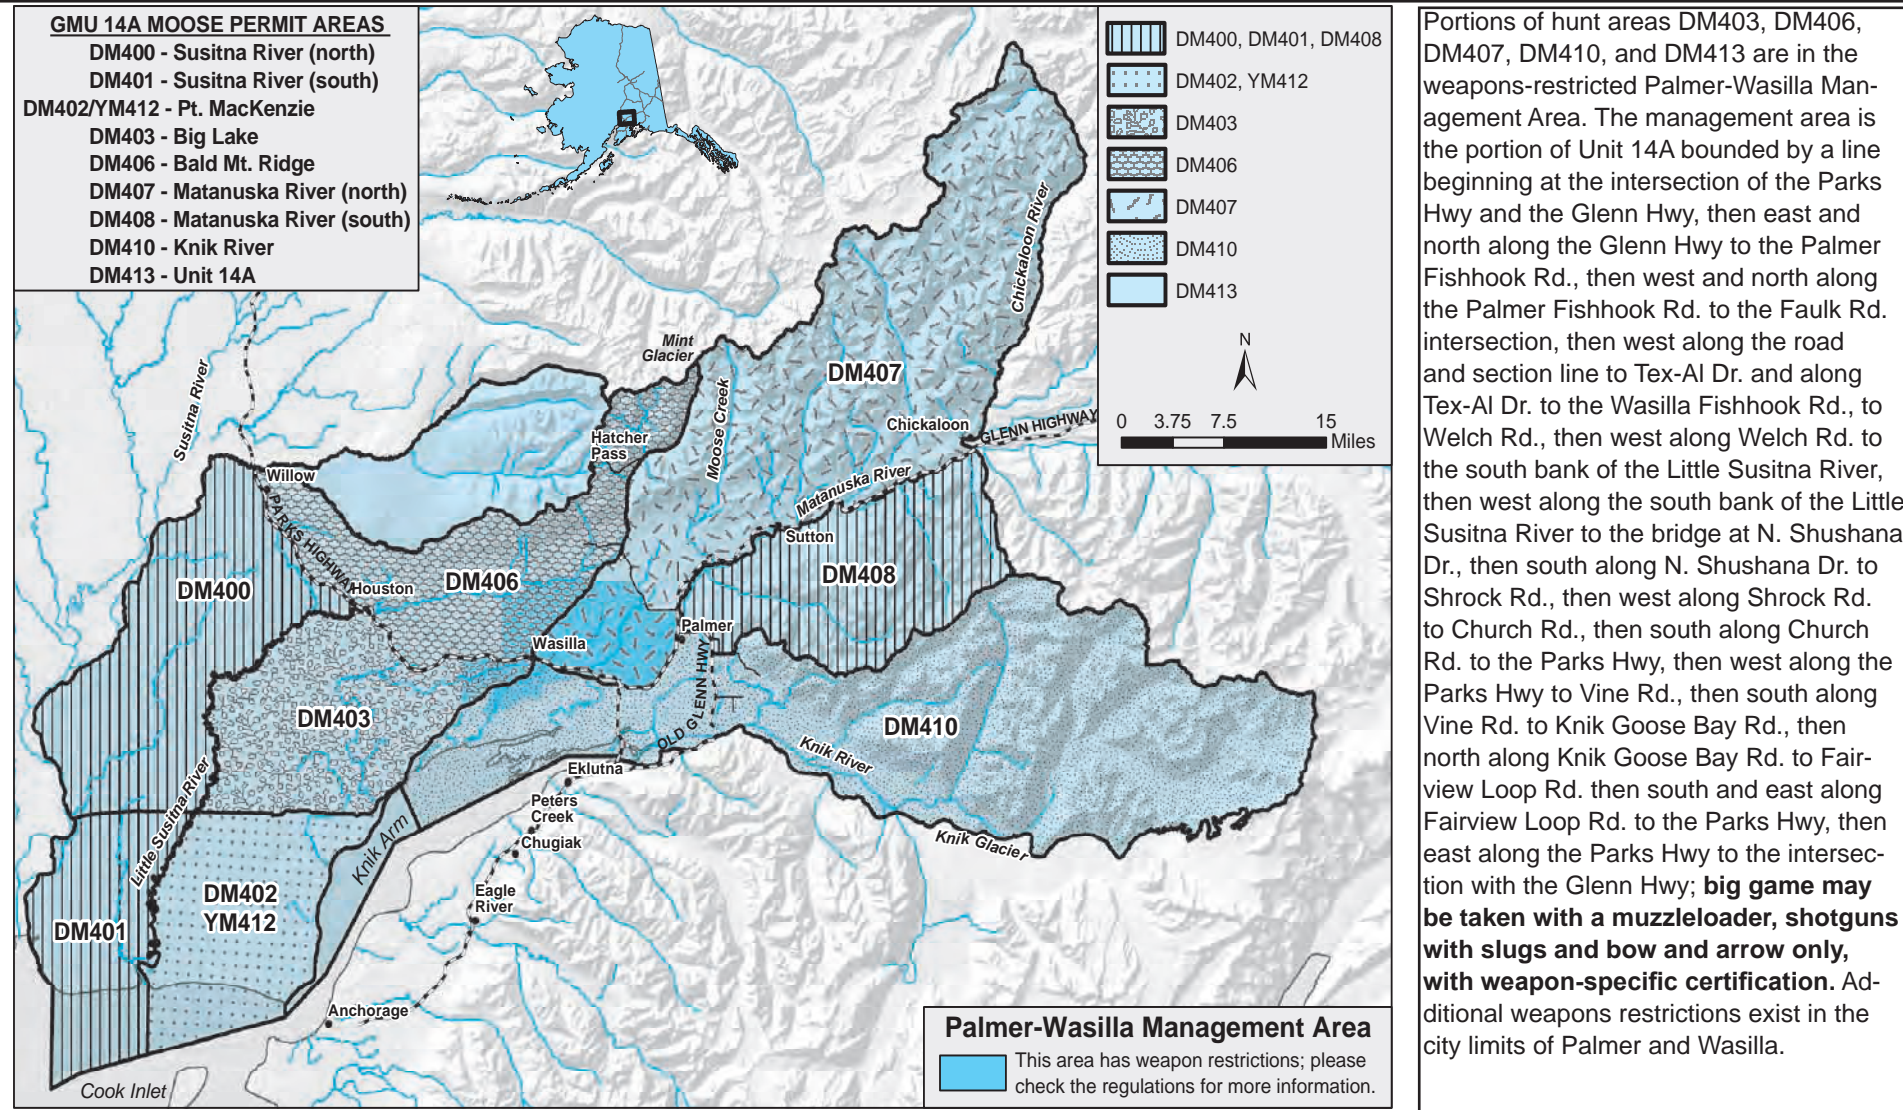 GMU 14A MOOSE PERMIT AREAS
DM400 - Susitna River (north)
DM401 - Susitna River (south)
DM402/YM412 - Pt. MacKenzie
DM403 - Big Lake
DM406 - Bald Mt. Ridge
DM407 - Matanuska River (north)
DM408 - Matanuska River (south)
DM410 - Knik River
DM413 - Unit 14A
DM400, DM401, DM408
DM402, YM412
DM403
DM406
DM407
DM410
DM413
N
0 3.75 7.5 15
Miles
Chickaloon River
Mint
Glacier
Susitna River
DM407
Moose Creek
Chickaloon
GLENN HIGHWAY
Hatcher
Pass
Willow
Matanuska River
PARKS HIGHWAY
Sutton
DM400
Houston
DM406
DM408
Palmer
Wasilla
DM403
OLD GLENN HWY
DM410
Knik River
Little Susitna River
Eklutna
Peters
Creek
Chugiak
Knik Arm
Knik Glacier
Eagle
River
DM402
YM412
DM401
Anchorage
Cook Inlet
Palmer-Wasilla Management Area
This area has weapon restrictions; please
check the regulations for more information.
Portions of hunt areas DM403, DM406,
DM407, DM410, and DM413 are in the
weapons-restricted Palmer-Wasilla Man-
agement Area. The management area is
the portion of Unit 14A bounded by a line
beginning at the intersection of the Parks
Hwy and the Glenn Hwy, then east and
north along the Glenn Hwy to the Palmer
Fishhook Rd., then west and north along
the Palmer Fishhook Rd. to the Faulk Rd.
intersection, then west along the road
and section line to Tex-Al Dr. and along
Tex-Al Dr. to the Wasilla Fishhook Rd., to
Welch Rd., then west along Welch Rd. to
the south bank of the Little Susitna River,
then west along the south bank of the Little
Susitna River to the bridge at N. Shushana
Dr., then south along N. Shushana Dr. to
Shrock Rd., then west along Shrock Rd.
to Church Rd., then south along Church
Rd. to the Parks Hwy, then west along the
Parks Hwy to Vine Rd., then south along
Vine Rd. to Knik Goose Bay Rd., then
north along Knik Goose Bay Rd. to Fair-
view Loop Rd. then south and east along
Fairview Loop Rd. to the Parks Hwy, then
east along the Parks Hwy to the intersec-
tion with the Glenn Hwy; big game may
be taken with a muzzleloader, shotguns
with slugs and bow and arrow only,
with weapon-specific certification. Ad-
ditional weapons restrictions exist in the
city limits of Palmer and Wasilla.